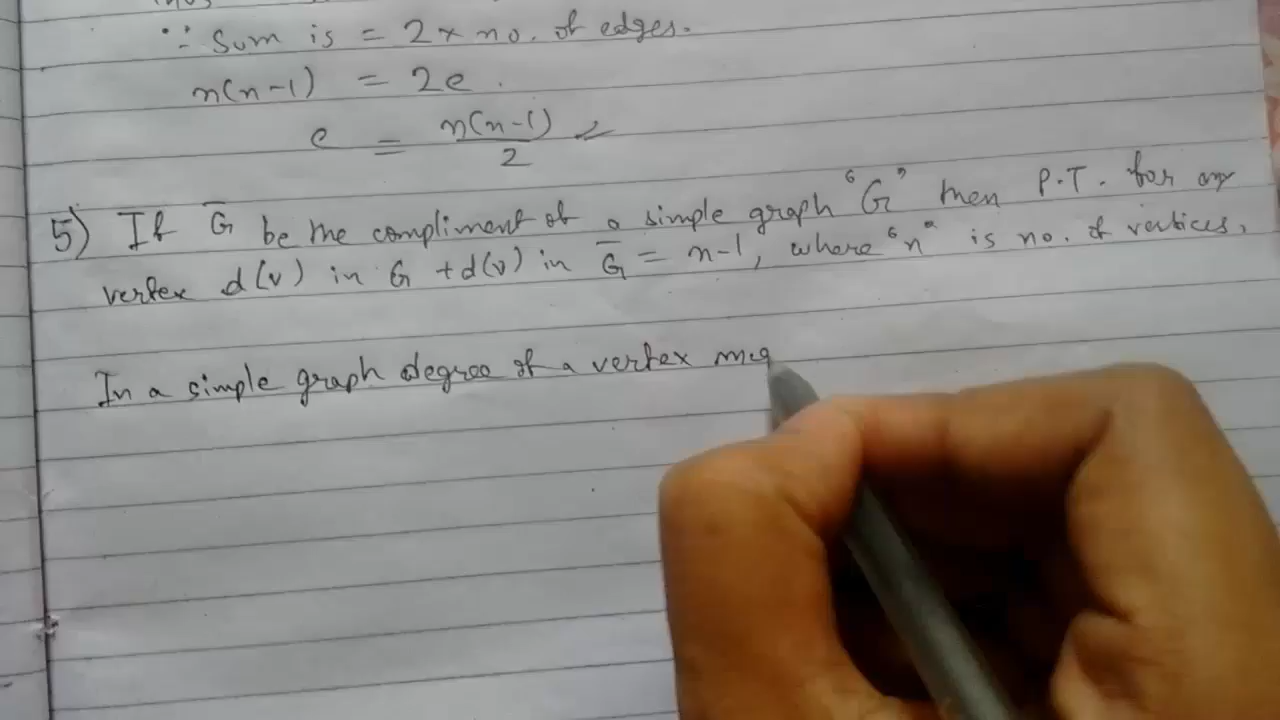 ∵ Sum is = 2 × no. of edges.
n(n-1) = 2e.
e = n(n-1)/2
5) If G̅ be the compliment of a simple graph "G" then P.T. for any
vertex d(v) in G + d(v) in G̅ = n-1, where "n" is no. of vertices.
In a simple graph degree of a vertex